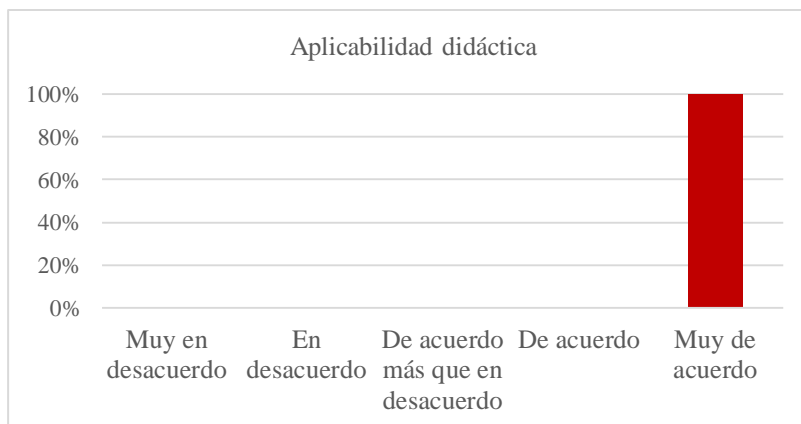 Aplicabilidad didáctica
100%
80%
60%
40%
20%
0%
Muy en
desacuerdo
En
desacuerdo
De acuerdo
más que en
desacuerdo
De acuerdo
Muy de
acuerdo